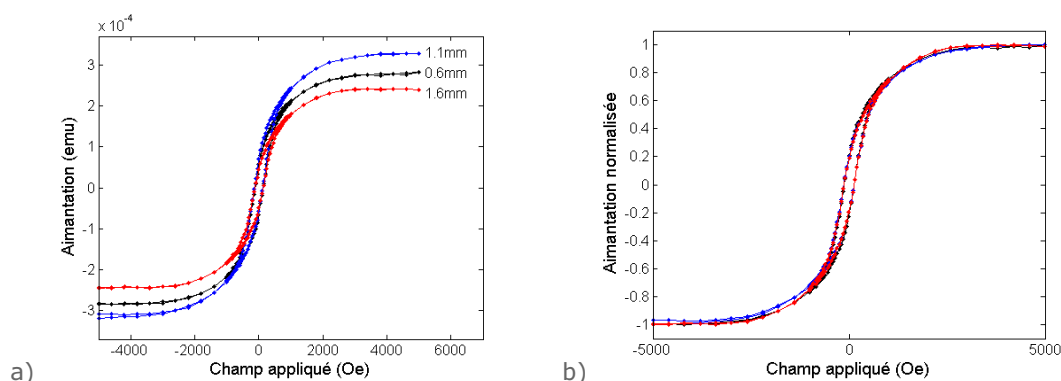 x 10⁻⁴
3
2
1
0
-1
-2
-3
-4000 -2000 0 2000 4000 6000
Aimantation (emu)
Champ appliqué (Oe)
1.1mm
0.6mm
1.6mm
a)
1
0.8
0.6
0.4
0.2
0
-0.2
-0.4
-0.6
-0.8
-1
-5000 0 5000
Aimantation normalisée
Champ appliqué (Oe)
b)